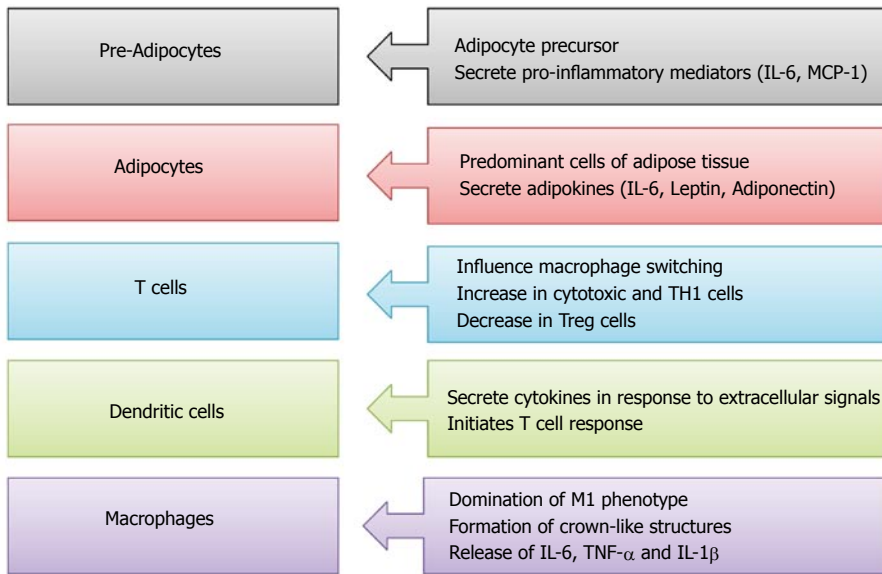 Pre-Adipocytes
Adipocyte precursor
Secrete pro-inflammatory mediators (IL-6, MCP-1)
Adipocytes
Predominant cells of adipose tissue
Secrete adipokines (IL-6, Leptin, Adiponectin)
T cells
Influence macrophage switching
Increase in cytotoxic and TH1 cells
Decrease in Treg cells
Dendritic cells
Secrete cytokines in response to extracellular signals
Initiates T cell response
Macrophages
Domination of M1 phenotype
Formation of crown-like structures
Release of IL-6, TNF-α and IL-1β